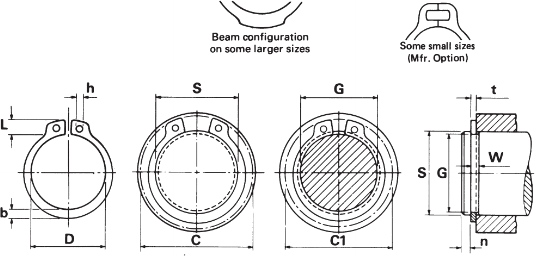 Beam configuration
on some larger sizes
Some small sizes
(Mfr. Option)
h
S
G
t
L
S
G
W
b
D
C
C1
n